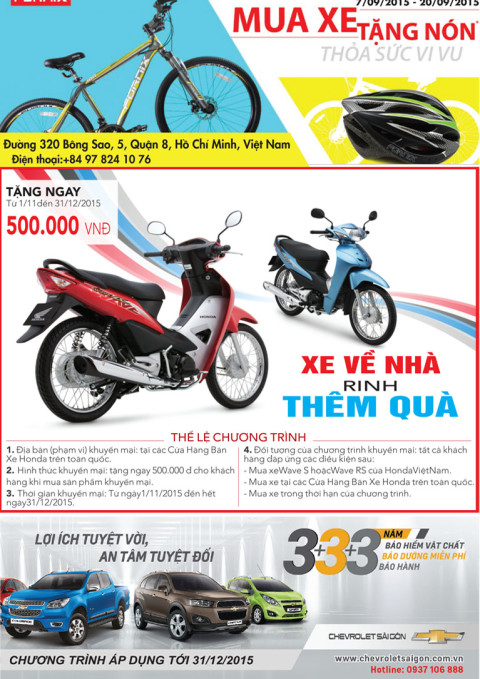 7/09/2015 - 20/09/2015
MUA XE TẶNG NÓN*
THỎA SỨC VI VU
Đường 320 Bông Sao, 5, Quận 8, Hồ Chí Minh, Việt Nam
Điện thoại:+84 97 824 10 76
TẶNG NGAY
Từ 1/11đến 31/12/2015
500.000 VNĐ
XE VỀ NHÀ
RINH
THÊM QUÀ
THỂ LỆ CHƯƠNG TRÌNH
1. Địa bàn (phạm vi) khuyến mại: tại các Cửa Hàng Bán
Xe Honda trên toàn quốc.
2. Hình thức khuyến mại: tặng ngay 500.000 đ cho khách
hàng khi mua sản phẩm khuyến mại.
3. Thời gian khuyến mại: Từ ngày1/11/2015 đến hết
ngày31/12/2015.
4. Đối tượng của chương trình khuyến mại: tất cả khách
hàng đáp ứng các điều kiện sau:
- Mua xeWave S hoặcWave RS của HondaViệtNam.
- Mua xe tại các Cửa Hàng Bán Xe Honda trên toàn quốc.
- Mua xe trong thời hạn của chương trình.
LỢI ÍCH TUYỆT VỜI,
AN TÂM TUYỆT ĐỐI
3+3+3
NĂM
BẢO HIỂM VẬT CHẤT
BẢO DƯỠNG MIỄN PHÍ
BẢO HÀNH
CHEVROLET SÀI GÒN
CHƯƠNG TRÌNH ÁP DỤNG TỚI 31/12/2015
www.chevroletsaigon.com.vn
Hotline: 0937 106 888